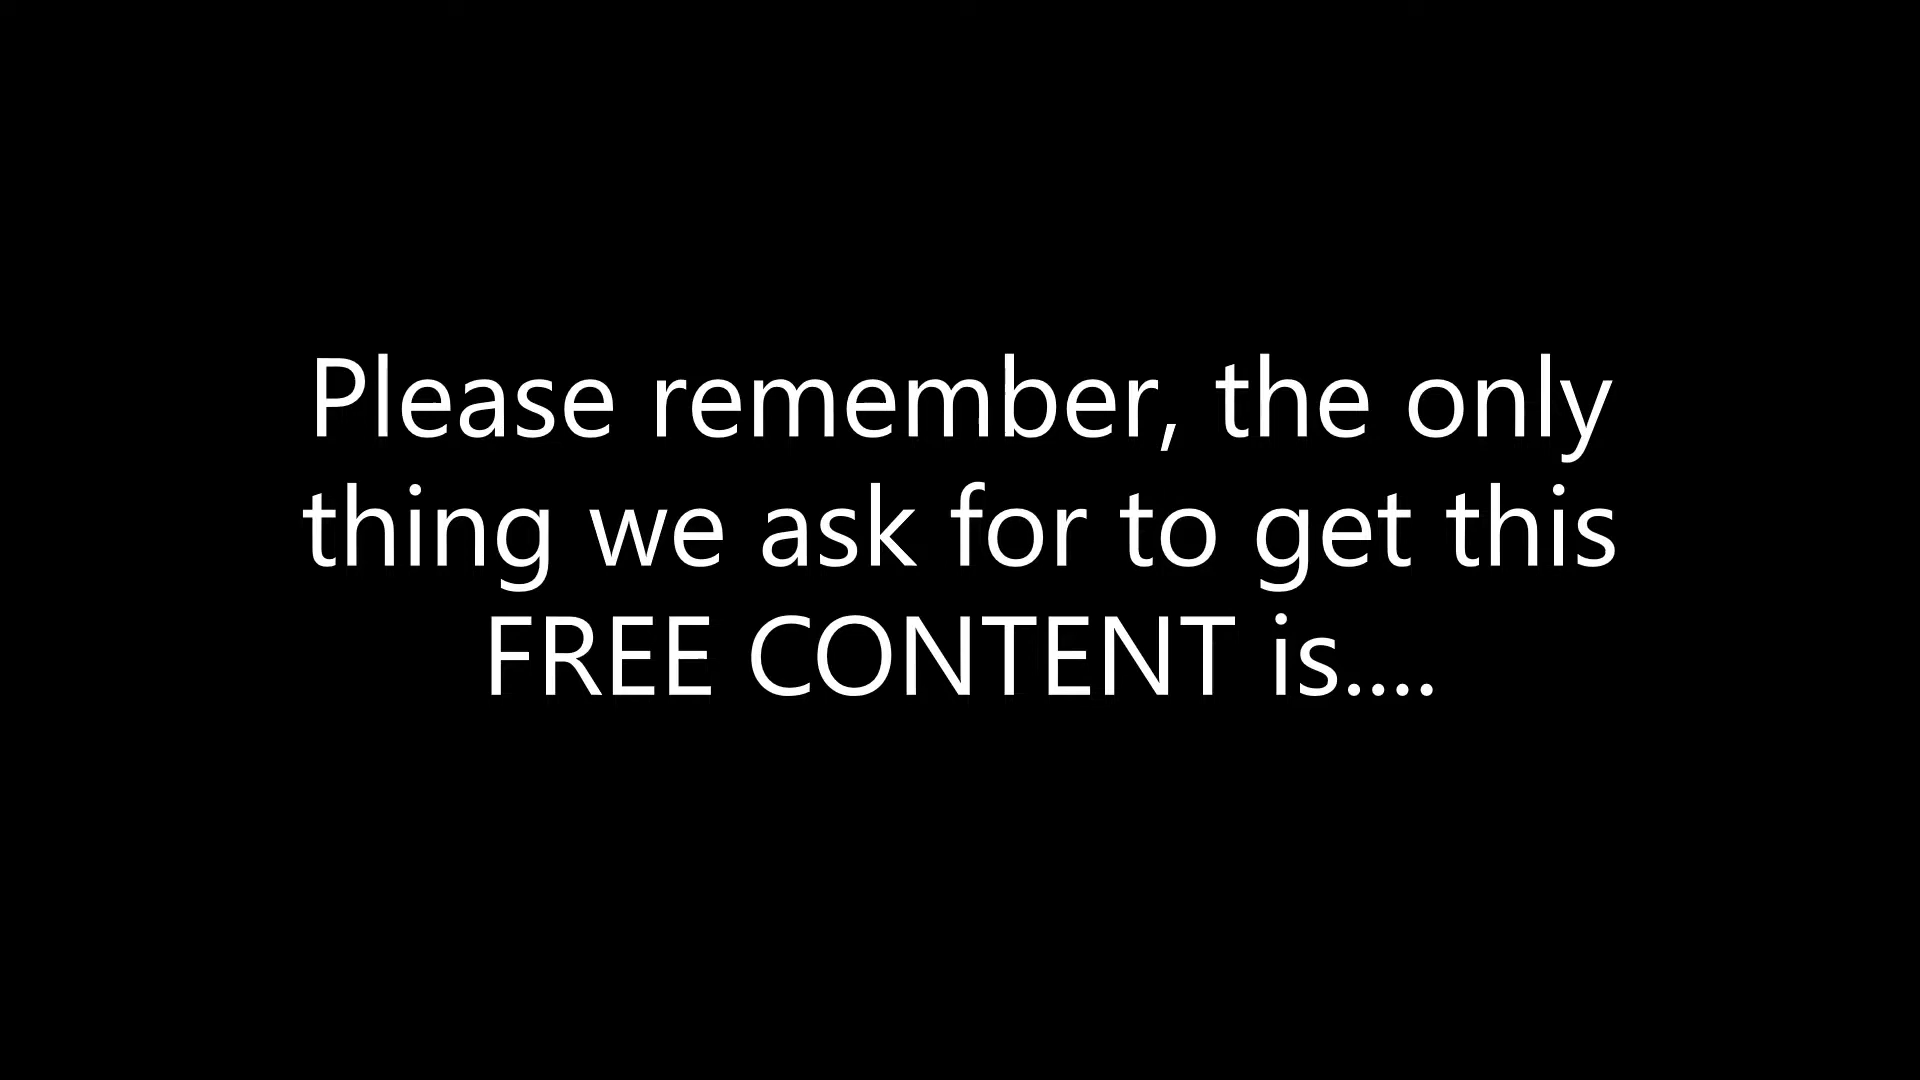 Please remember, the only
thing we ask for to get this
FREE CONTENT is....